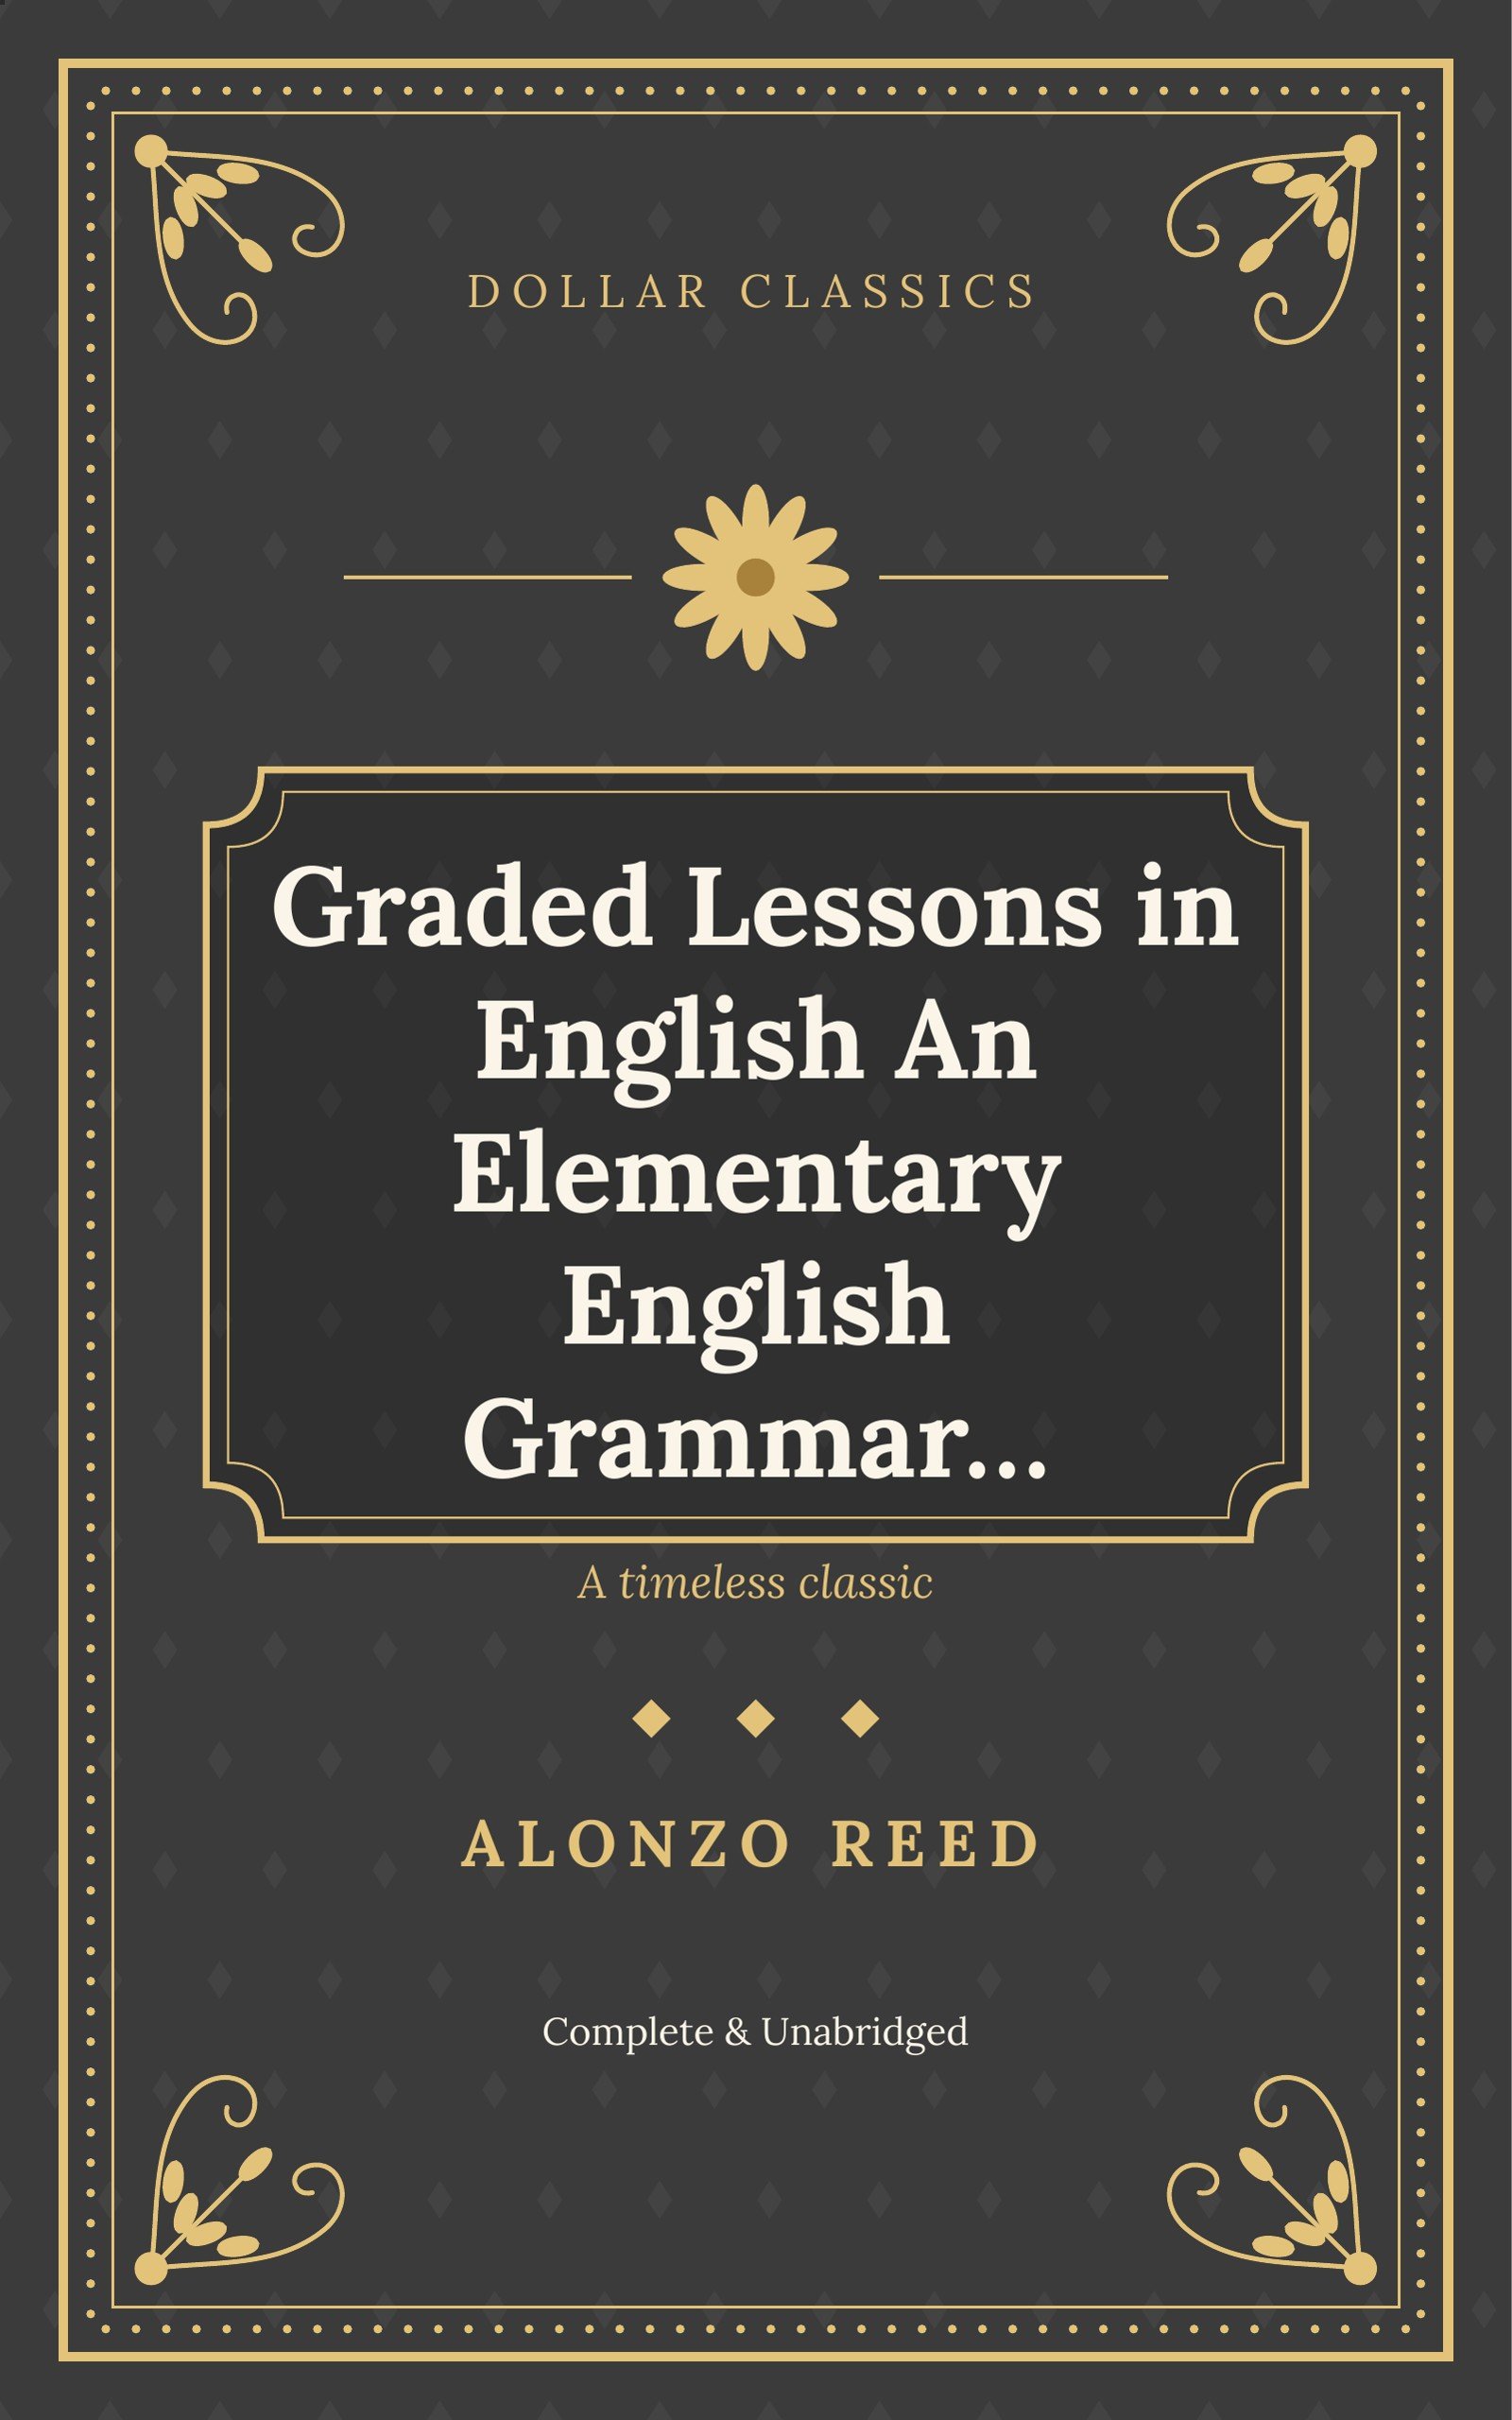 DOLLAR CLASSICS
Graded Lessons in
English An
Elementary
English
Grammar...
A timeless classic
ALONZO REED
Complete & Unabridged